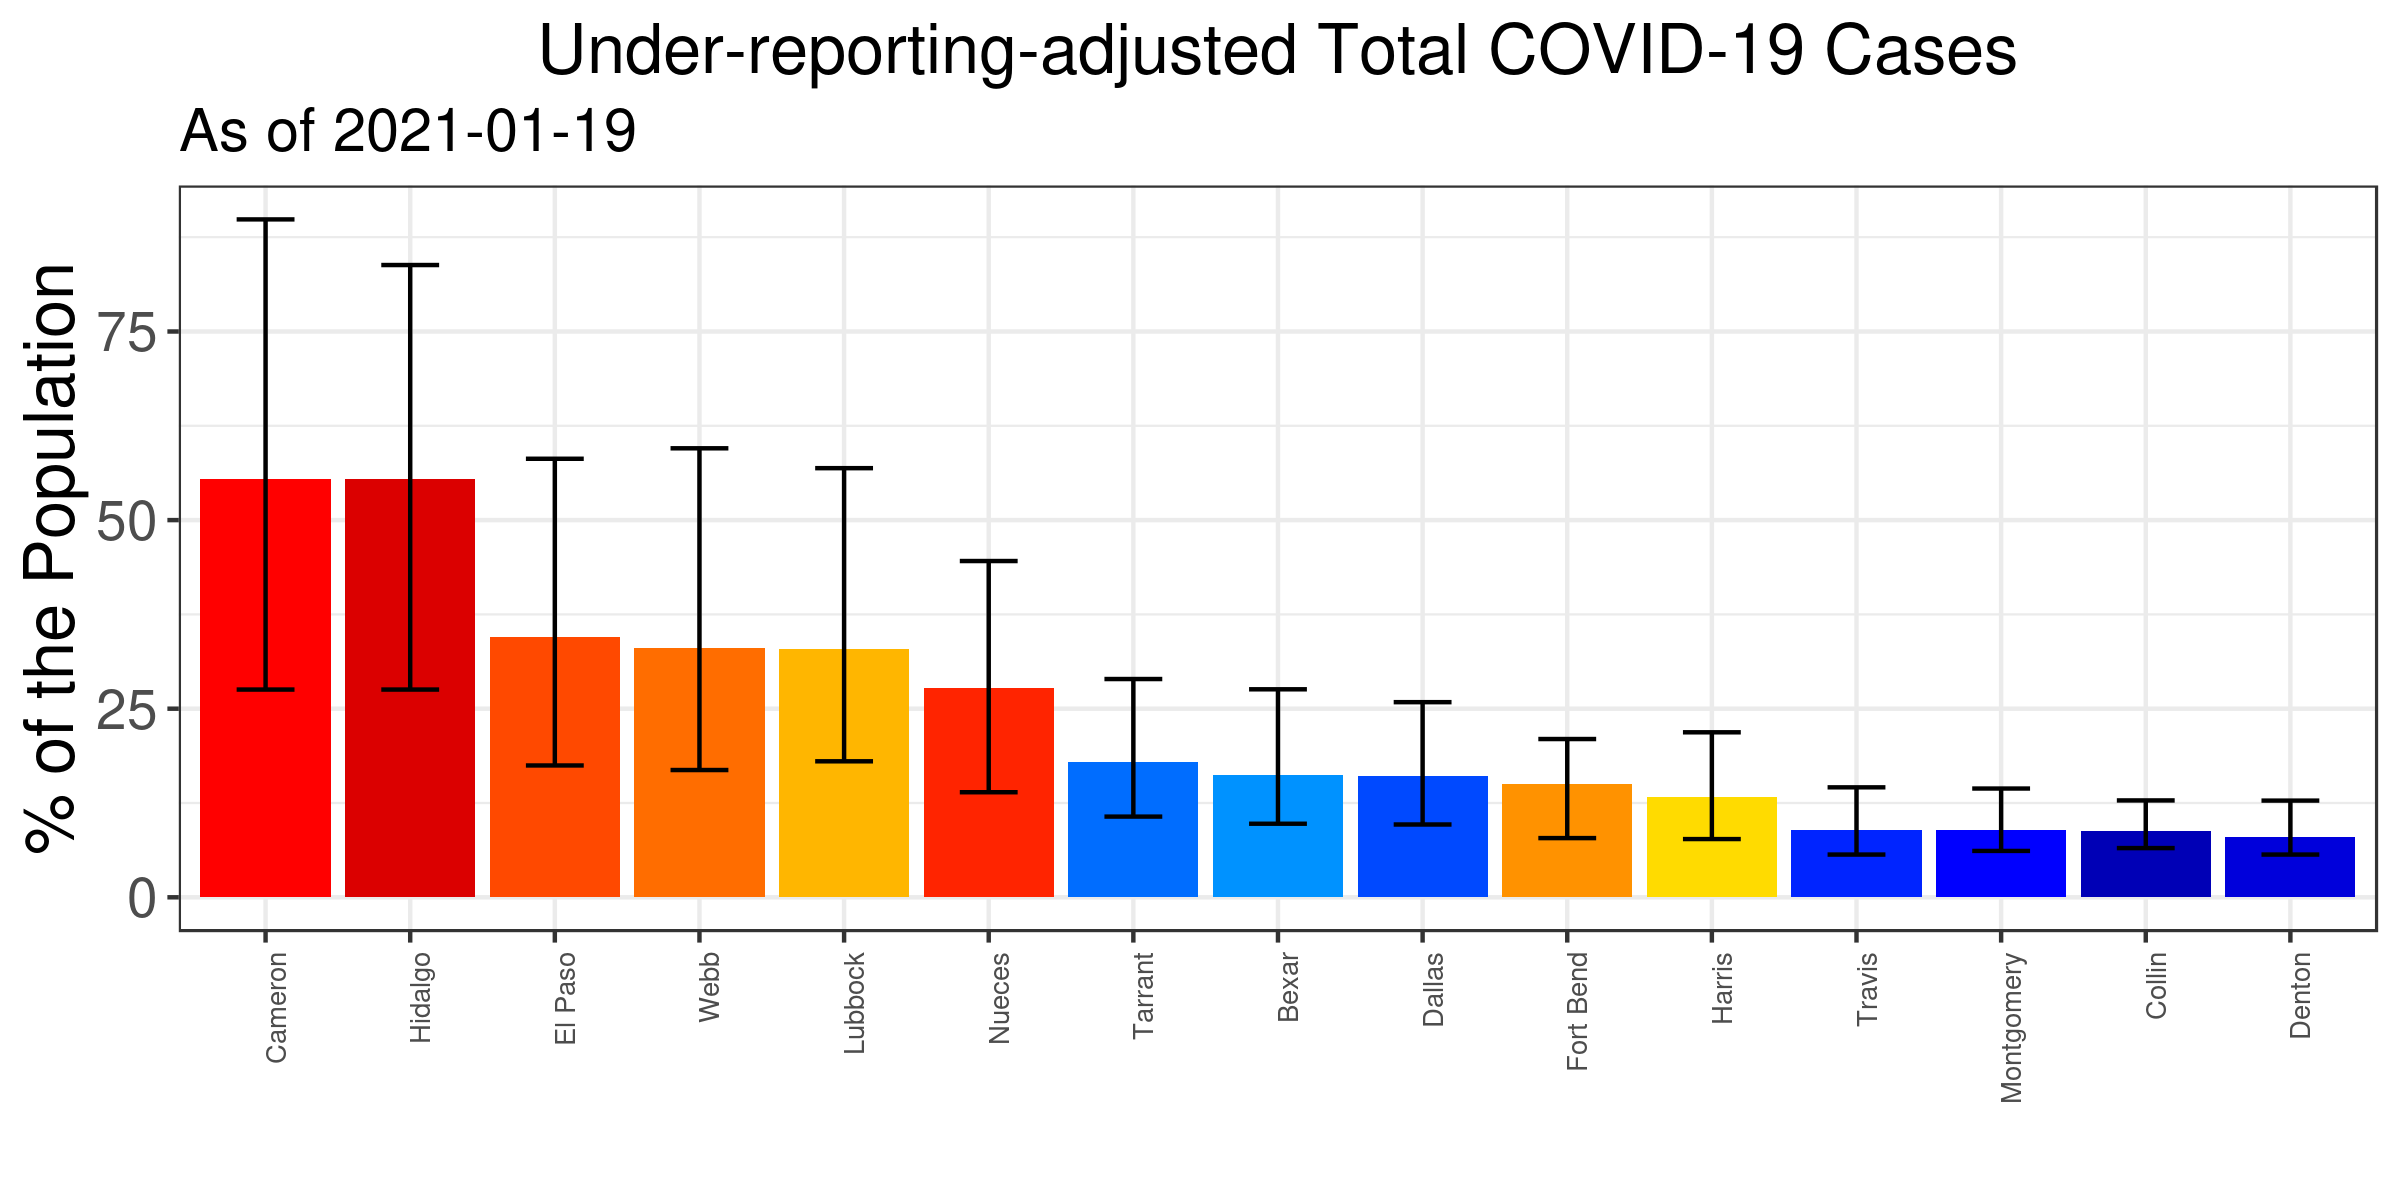 Under-reporting-adjusted Total COVID-19 Cases
As of 2021-01-19
% of the Population
75
50
25
0
Cameron
Hidalgo
El Paso
Webb
Lubbock
Nueces
Tarrant
Bexar
Dallas
Fort Bend
Harris
Travis
Montgomery
Collin
Denton